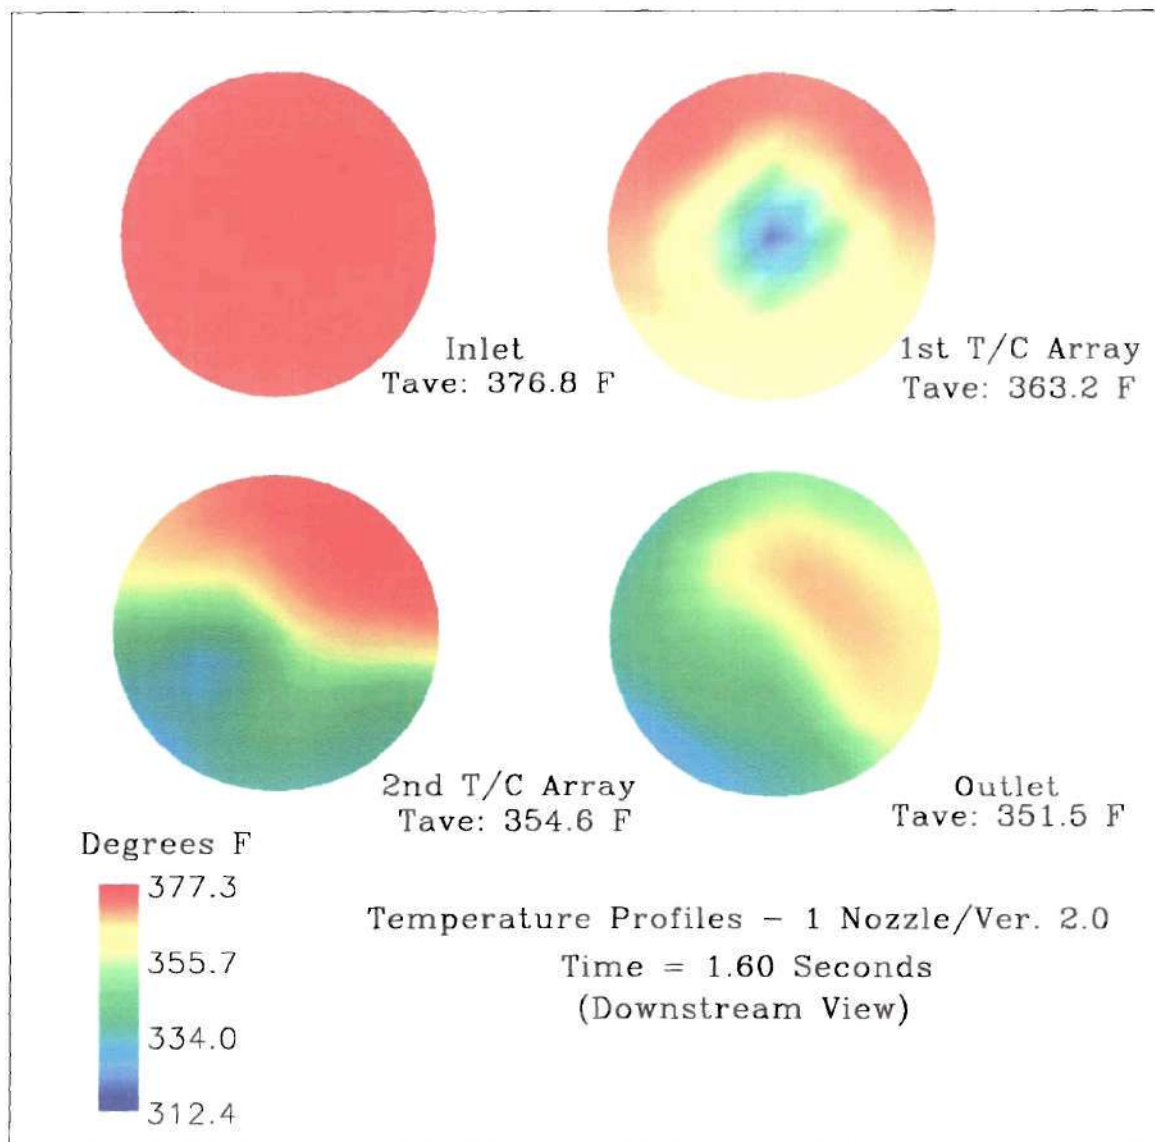 Inlet
Tave: 376.8 F
1st T/C Array
Tave: 363.2 F
2nd T/C Array
Tave: 354.6 F
Outlet
Tave: 351.5 F
Degrees F
377.3
355.7
334.0
312.4
Temperature Profiles - 1 Nozzle/Ver. 2.0
Time = 1.60 Seconds
(Downstream View)